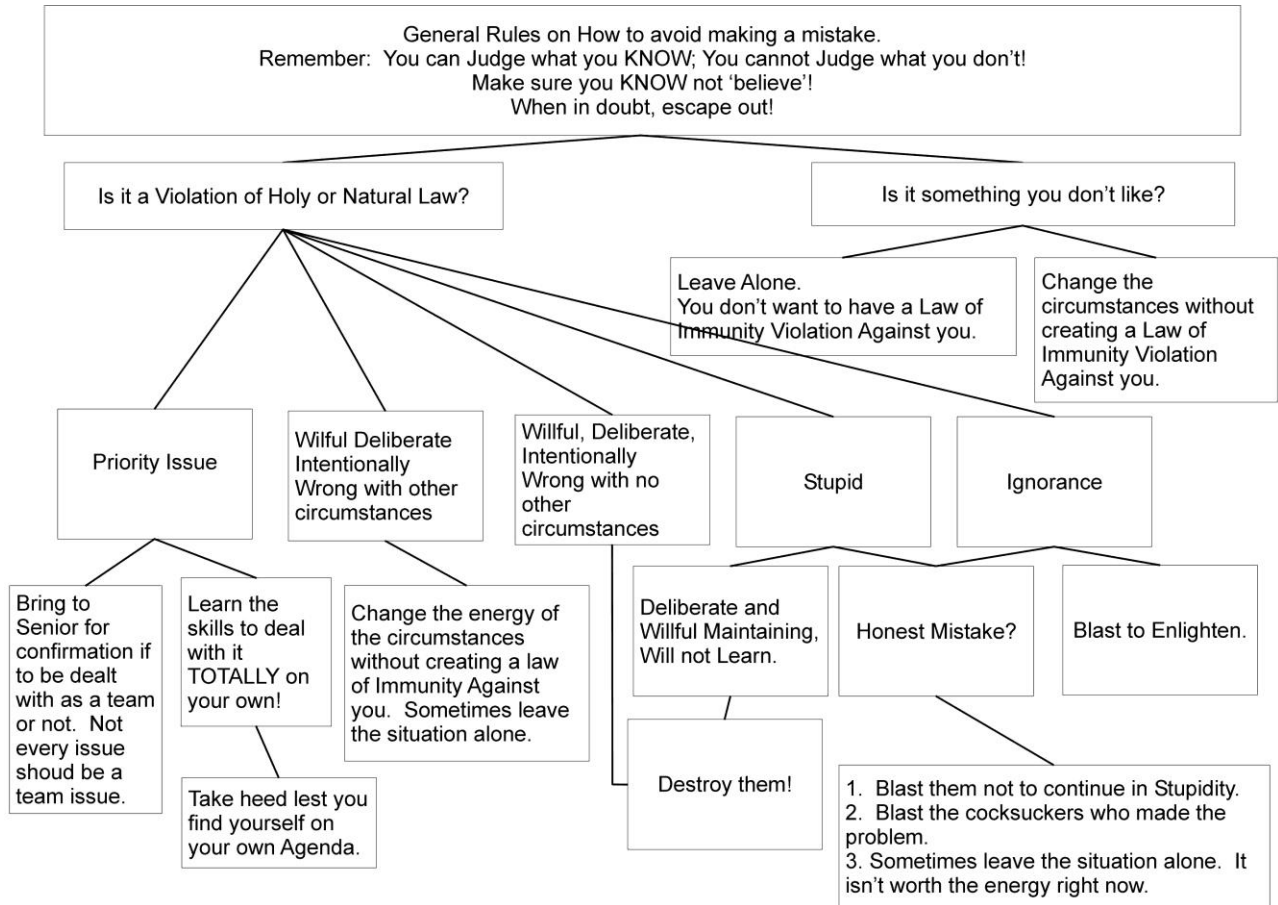 General Rules on How to avoid making a mistake.
Remember:  You can Judge what you KNOW; You cannot Judge what you don't!
Make sure you KNOW not 'believe'!
When in doubt, escape out!
Is it a Violation of Holy or Natural Law?
Is it something you don't like?
Leave Alone.
You don't want to have a Law of
Immunity Violation Against you.
Change the
circumstances without
creating a Law of
Immunity Violation
Against you.
Priority Issue
Wilful Deliberate
Intentionally
Wrong with other
circumstances
Willful, Deliberate,
Intentionally
Wrong with no
other
circumstances
Stupid
Ignorance
Bring to
Senior for
confirmation if
to be dealt
with as a team
or not.  Not
every issue
shoud be a
team issue.
Learn the
skills to deal
with it
TOTALLY on
your own!
Change the energy of
the circumstances
without creating a law
of Immunity Against
you.  Sometimes leave
the situation alone.
Deliberate and
Willful Maintaining,
Will not Learn.
Honest Mistake?
Blast to Enlighten.
Take heed lest you
find yourself on
your own Agenda.
Destroy them!
1.  Blast them not to continue in Stupidity.
2.  Blast the cocksuckers who made the
problem.
3. Sometimes leave the situation alone.  It
isn't worth the energy right now.